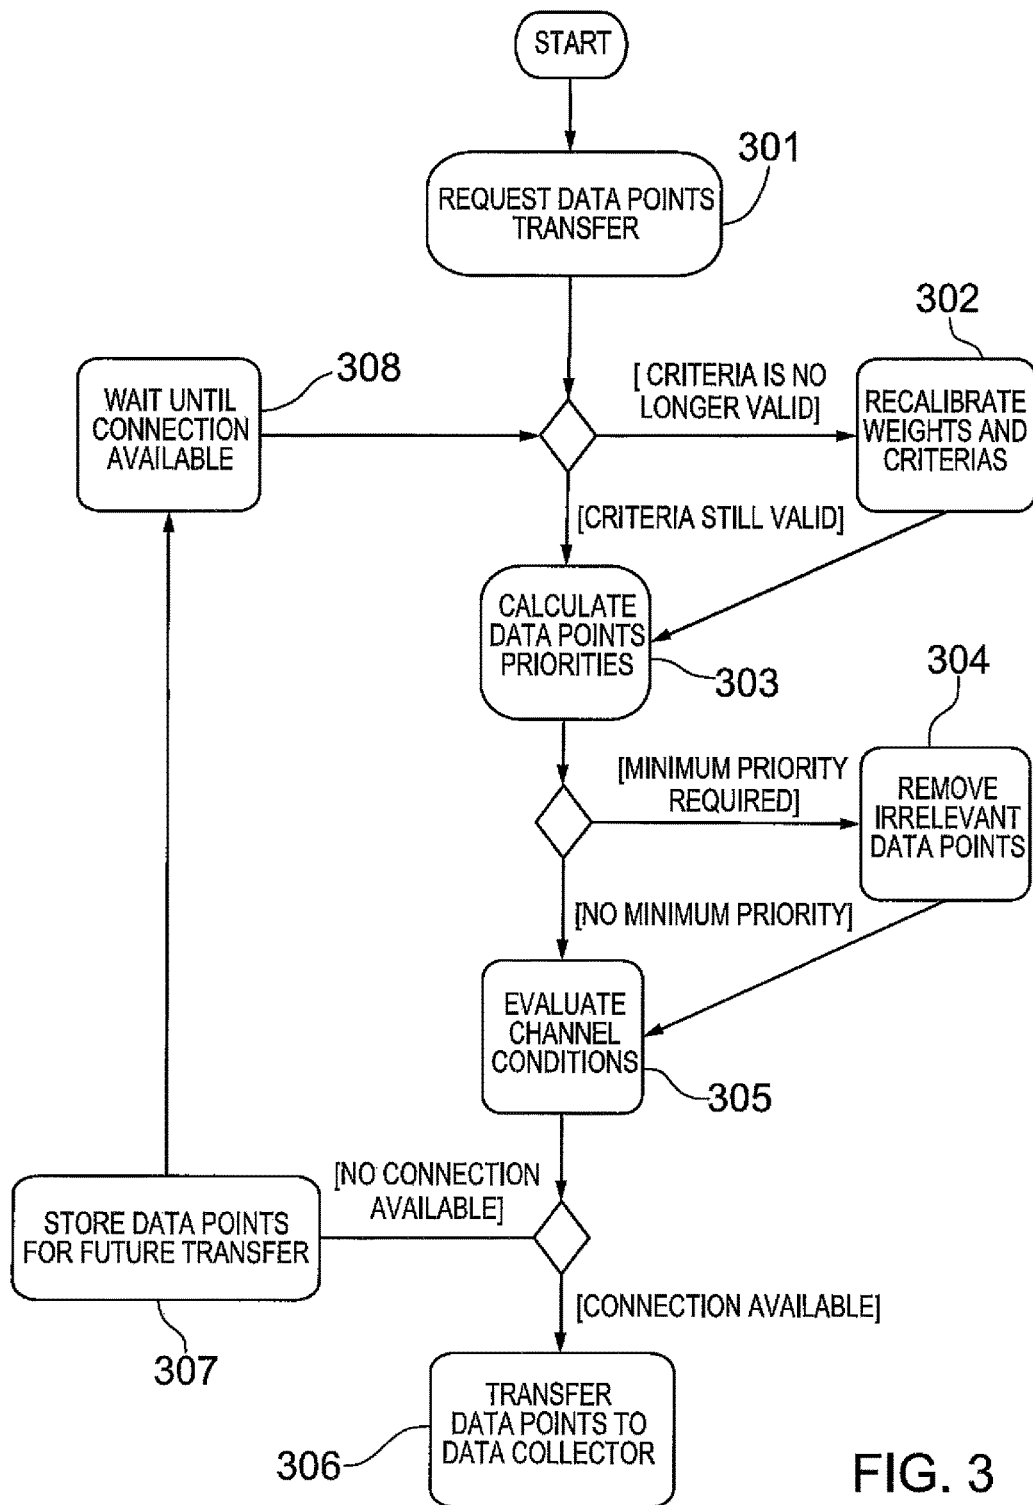 START
301
REQUEST DATA POINTS
TRANSFER
302
308
WAIT UNTIL
CONNECTION
AVAILABLE
[ CRITERIA IS NO
LONGER VALID]
RECALIBRATE
WEIGHTS AND
CRITERIAS
[CRITERIA STILL VALID]
CALCULATE
DATA POINTS
PRIORITIES
303
304
[MINIMUM PRIORITY
REQUIRED]
REMOVE
IRRELEVANT
DATA POINTS
[NO MINIMUM PRIORITY]
EVALUATE
CHANNEL
CONDITIONS
305
[NO CONNECTION
AVAILABLE]
STORE DATA POINTS
FOR FUTURE TRANSFER
307
[CONNECTION AVAILABLE]
TRANSFER
DATA POINTS TO
DATA COLLECTOR
306
FIG. 3